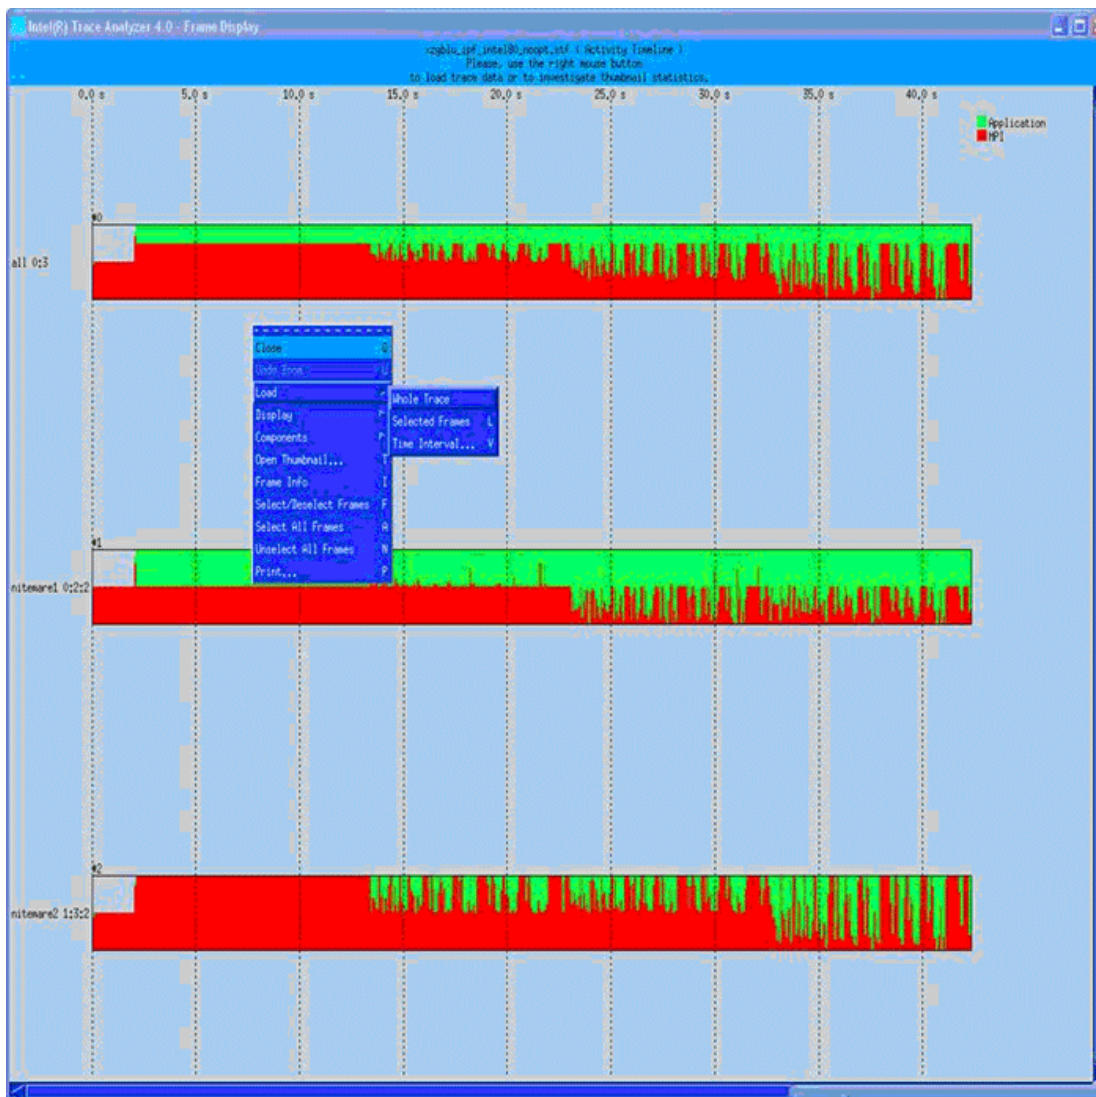 Intel(R) Trace Analyzer 4.0 - Frame Display
xzgblu_ipf_intel80_noopt.stf ( Activity Timeline )
Please, use the right mouse button
to load trace data or to investigate thumbnail statistics.
0.0 s 5.0 s 10.0 s 15.0 s 20.0 s 25.0 s 30.0 s 35.0 s 40.0 s
Application
MPI
#0
all 0:3
Close Q
Undo Zoom U
Load
Whole Trace
Display
Selected Frames L
Components
Time Interval... V
Open Thumbnail... T
Frame Info I
Select/Deselect Frames F
Select All Frames A
Unselect All Frames N
Print... P
#1
nitemare1 0:2:2
#2
nitemare2 1:3:2